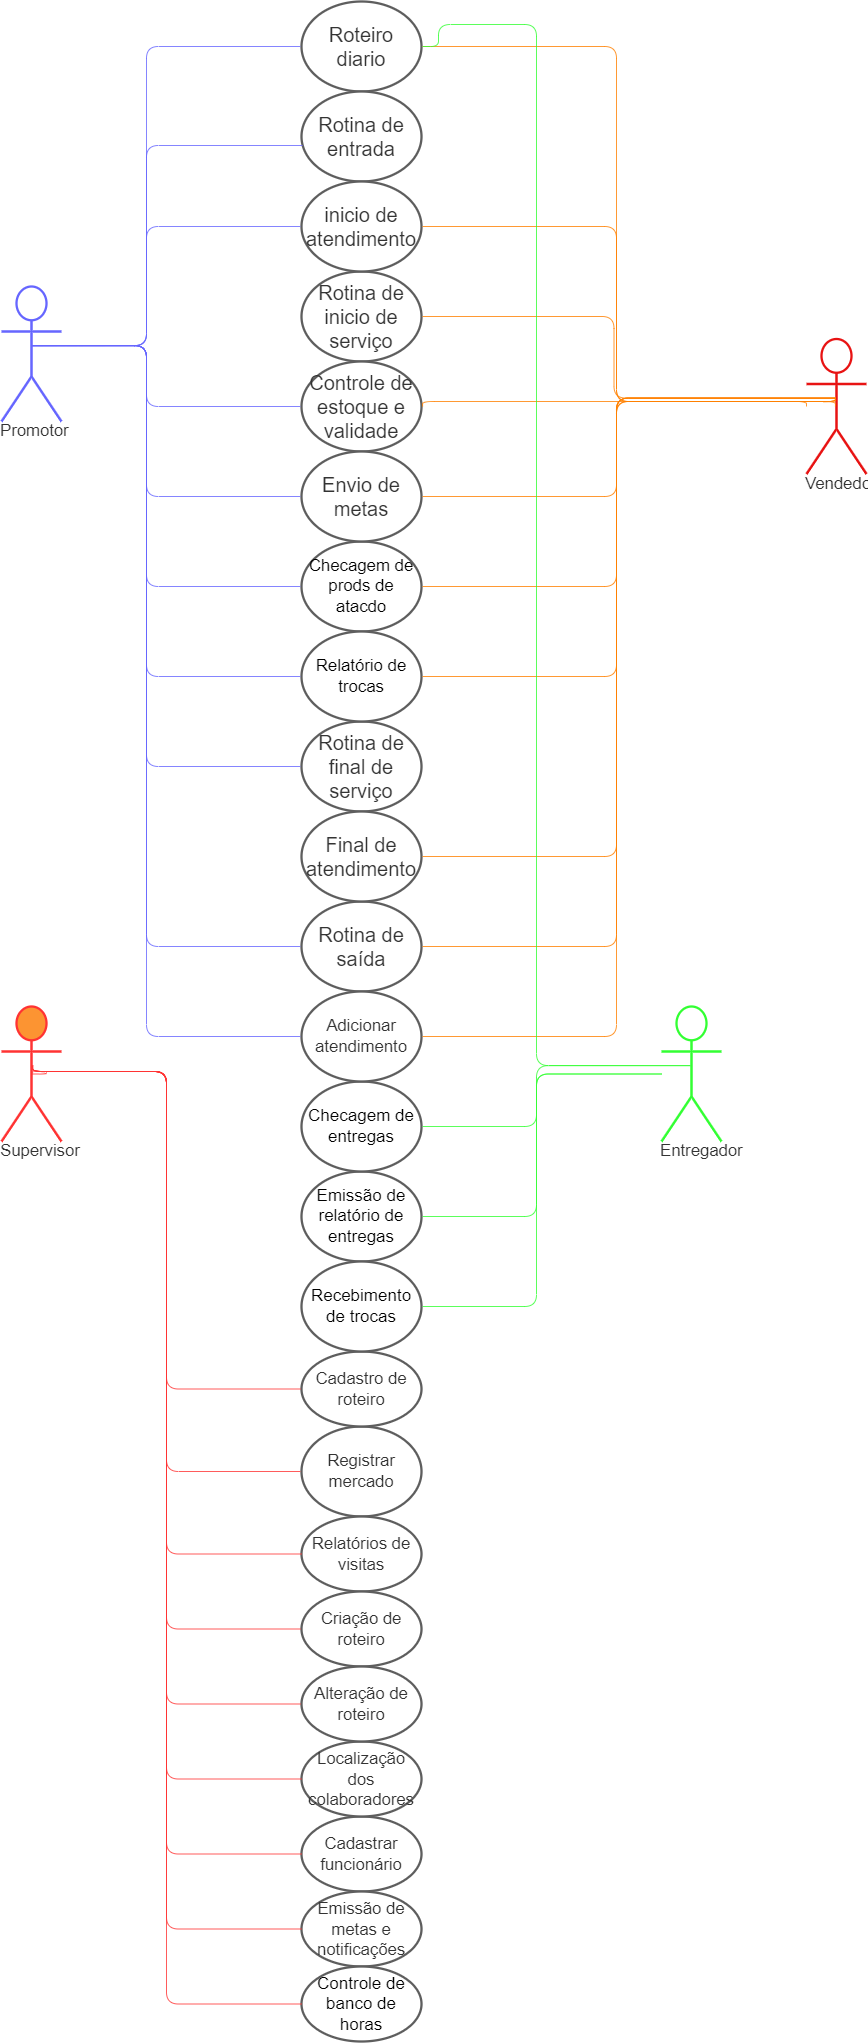 Roteiro
diario
Rotina de
entrada
inicio de
atendimento
Rotina de
inicio de
serviço
Promotor
Controle de
estoque e
validade
Vendedo
Envio de
metas
Checagem de
prods de
atacdo
Relatório de
trocas
Rotina de
final de
serviço
Final de
atendimento
Rotina de
saída
Adicionar
atendimento
Checagem de
entregas
Supervisor
Entregador
Emissão de
relatório de
entregas
Recebimento
de trocas
Cadastro de
roteiro
Registrar
mercado
Relatórios de
visitas
Criação de
roteiro
Alteração de
roteiro
Localização
dos
colaboradores
Cadastrar
funcionário
Emissão de
metas e
notificações
Controle de
banco de
horas